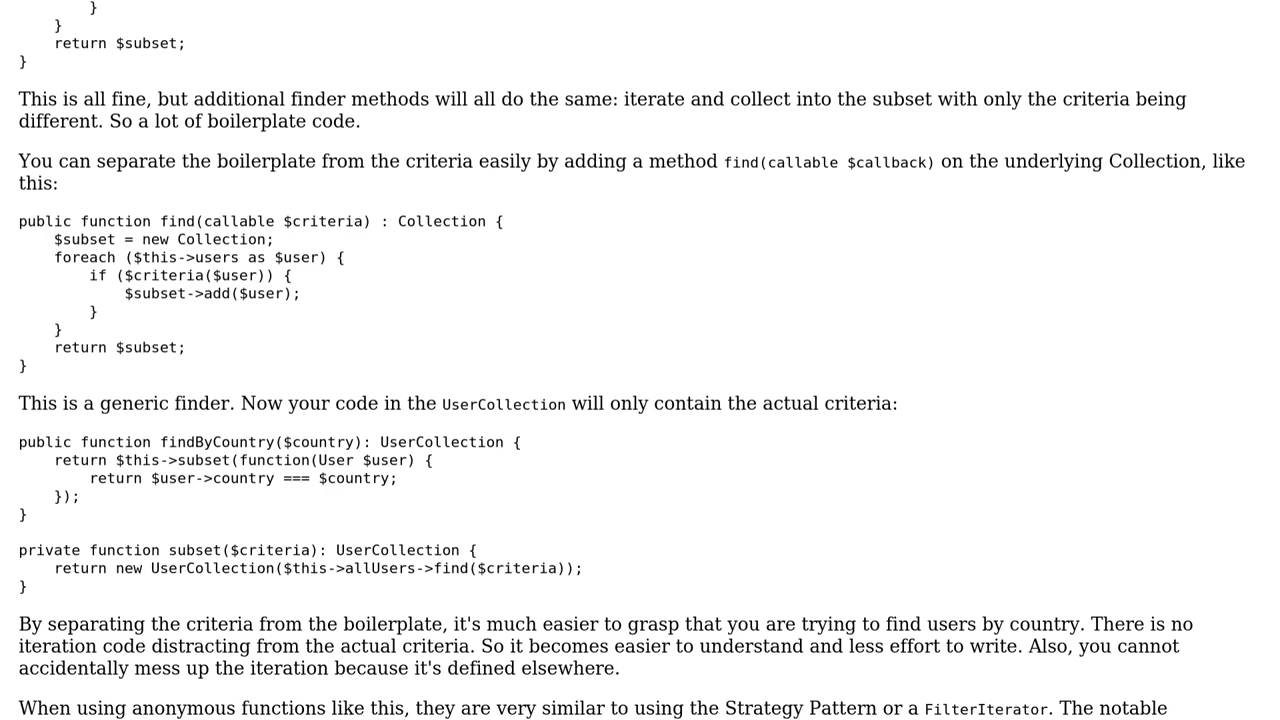 }
    }
    return $subset;
}
This is all fine, but additional finder methods will all do the same: iterate and collect into the subset with only the criteria being
different. So a lot of boilerplate code.
You can separate the boilerplate from the criteria easily by adding a method find(callable $callback) on the underlying Collection, like
this:
public function find(callable $criteria) : Collection {
    $subset = new Collection;
    foreach ($this->users as $user) {
        if ($criteria($user)) {
            $subset->add($user);
        }
    }
    return $subset;
}
This is a generic finder. Now your code in the UserCollection will only contain the actual criteria:
public function findByCountry($country): UserCollection {
    return $this->subset(function(User $user) {
        return $user->country === $country;
    });
}
private function subset($criteria): UserCollection {
    return new UserCollection($this->allUsers->find($criteria));
}
By separating the criteria from the boilerplate, it's much easier to grasp that you are trying to find users by country. There is no
iteration code distracting from the actual criteria. So it becomes easier to understand and less effort to write. Also, you cannot
accidentally mess up the iteration because it's defined elsewhere.
When using anonymous functions like this, they are very similar to using the Strategy Pattern or a FilterIterator. The notable